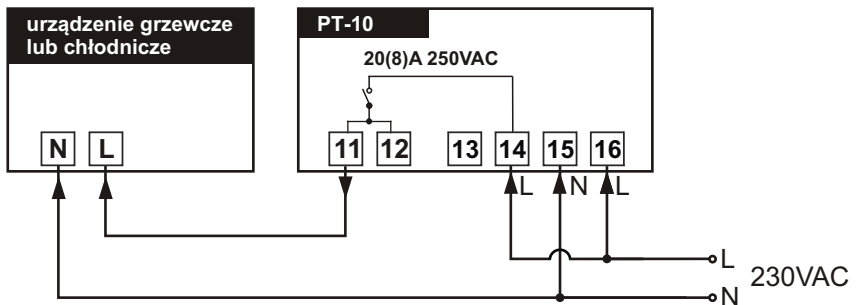 urządzenie grzewcze
lub chłodnicze
PT-10
20(8)A 250VAC
N L
11 12 13 14 15 16
L N L
L
230VAC
N